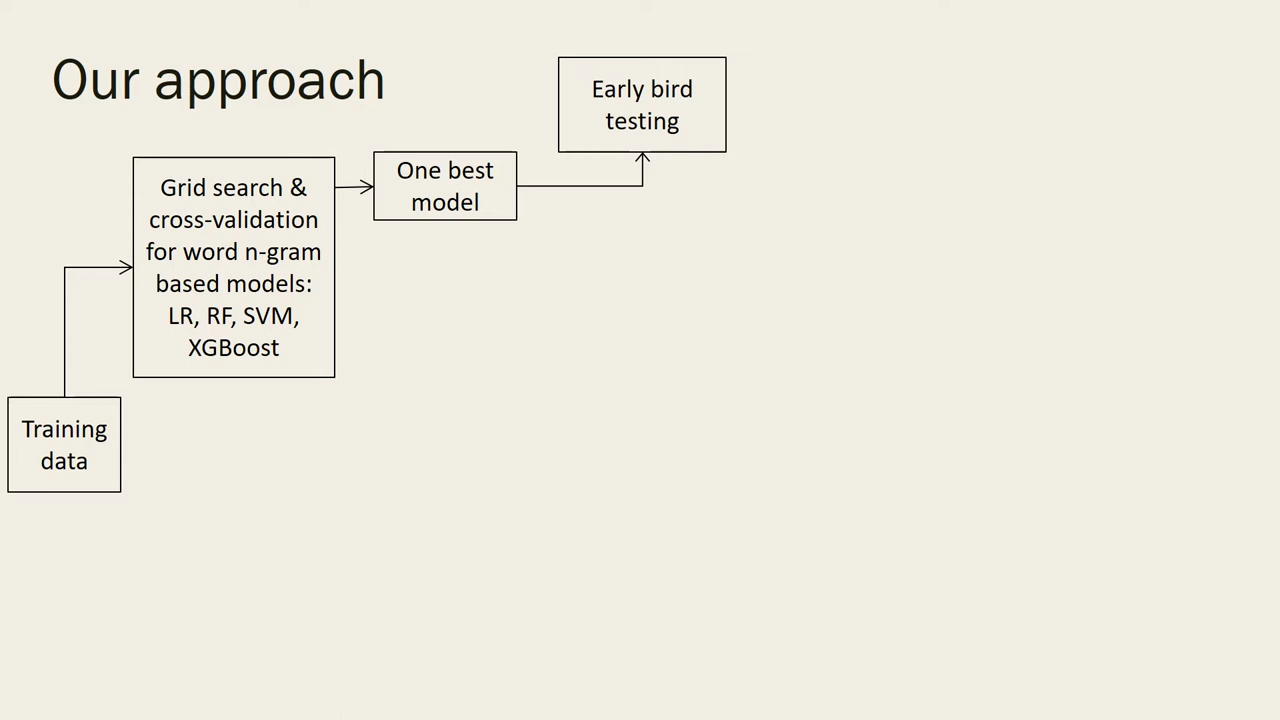 Our approach
Early bird
testing
One best
model
Grid search &
cross-validation
for word n-gram
based models:
LR, RF, SVM,
XGBoost
Training
data